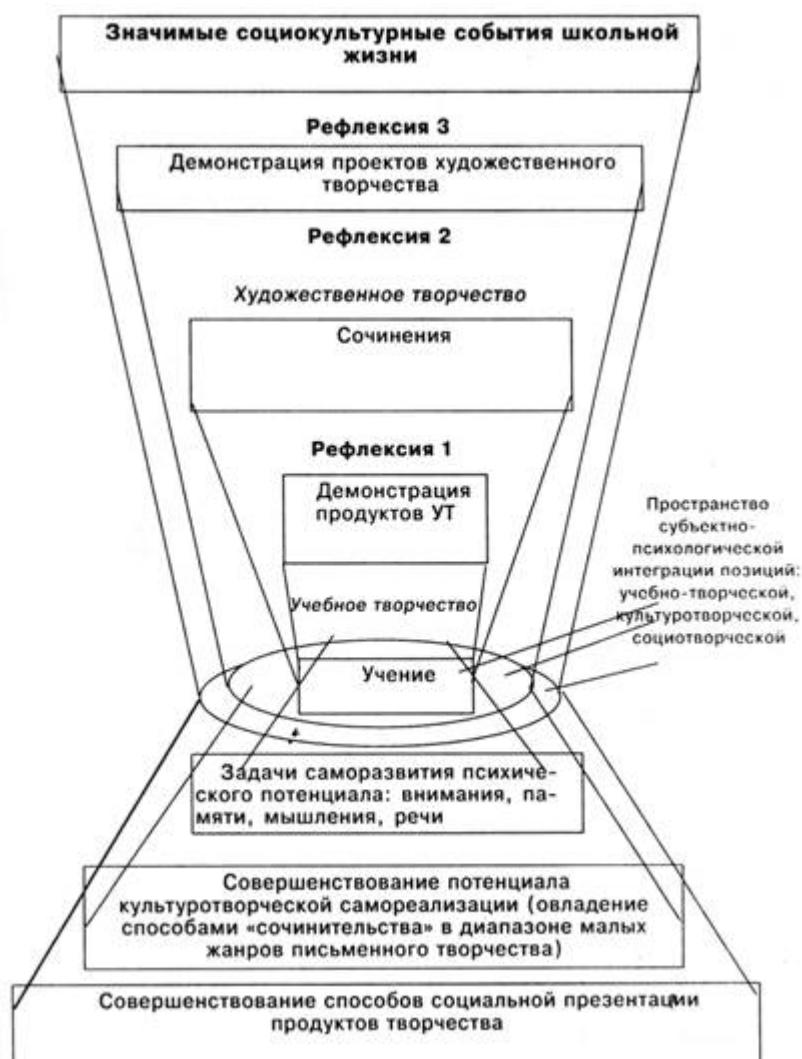 Значимые социокультурные события школьной
жизни
Рефлексия 3
Демонстрация проектов художественного
творчества
Рефлексия 2
Художественное творчество
Сочинения
Рефлексия 1
Демонстрация
продуктов УТ
Учебное творчество
Пространство
субъектно-
психологической
интеграции позиций:
учебно-творческой,
культуротворческой,
социотворческой
Учение
Задачи саморазвития психиче-
ского потенциала: внимания, па-
мяти, мышления, речи
Совершенствование потенциала
культуротворческой самореализации (овладение
способами «сочинительства» в диапазоне малых
жанров письменного творчества)
Совершенствование способов социальной презентации
продуктов творчества